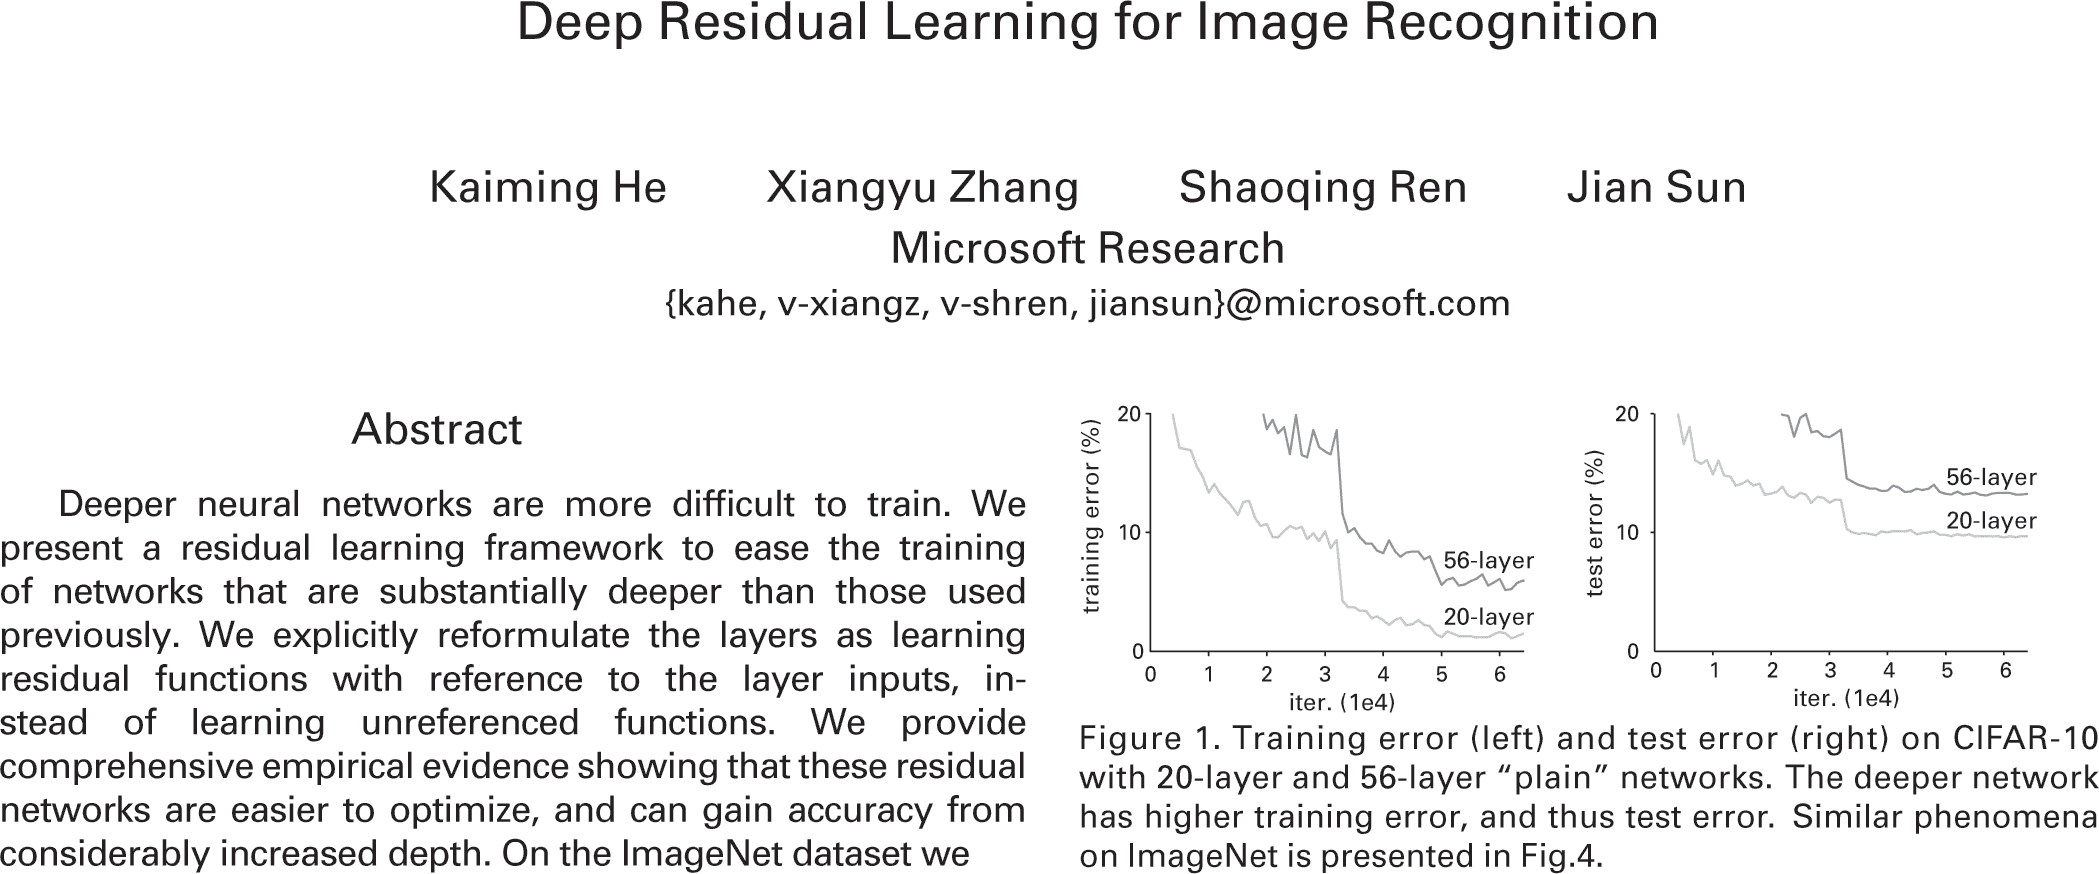 Deep Residual Learning for Image Recognition
Kaiming He Xiangyu Zhang Shaoqing Ren Jian Sun
Microsoft Research
{kahe, v-xiangz, v-shren, jiansun}@microsoft.com
Abstract
Deeper neural networks are more difficult to train. We
present a residual learning framework to ease the training
of networks that are substantially deeper than those used
previously. We explicitly reformulate the layers as learning
residual functions with reference to the layer inputs, in-
stead of learning unreferenced functions. We provide
comprehensive empirical evidence showing that these residual
networks are easier to optimize, and can gain accuracy from
considerably increased depth. On the ImageNet dataset we
training error (%)
20
10
0
56-layer
20-layer
0 1 2 3 4 5 6
iter. (1e4)
test error (%)
20
10
0
56-layer
20-layer
0 1 2 3 4 5 6
iter. (1e4)
Figure 1. Training error (left) and test error (right) on CIFAR-10
with 20-layer and 56-layer “plain” networks. The deeper network
has higher training error, and thus test error. Similar phenomena
on ImageNet is presented in Fig.4.